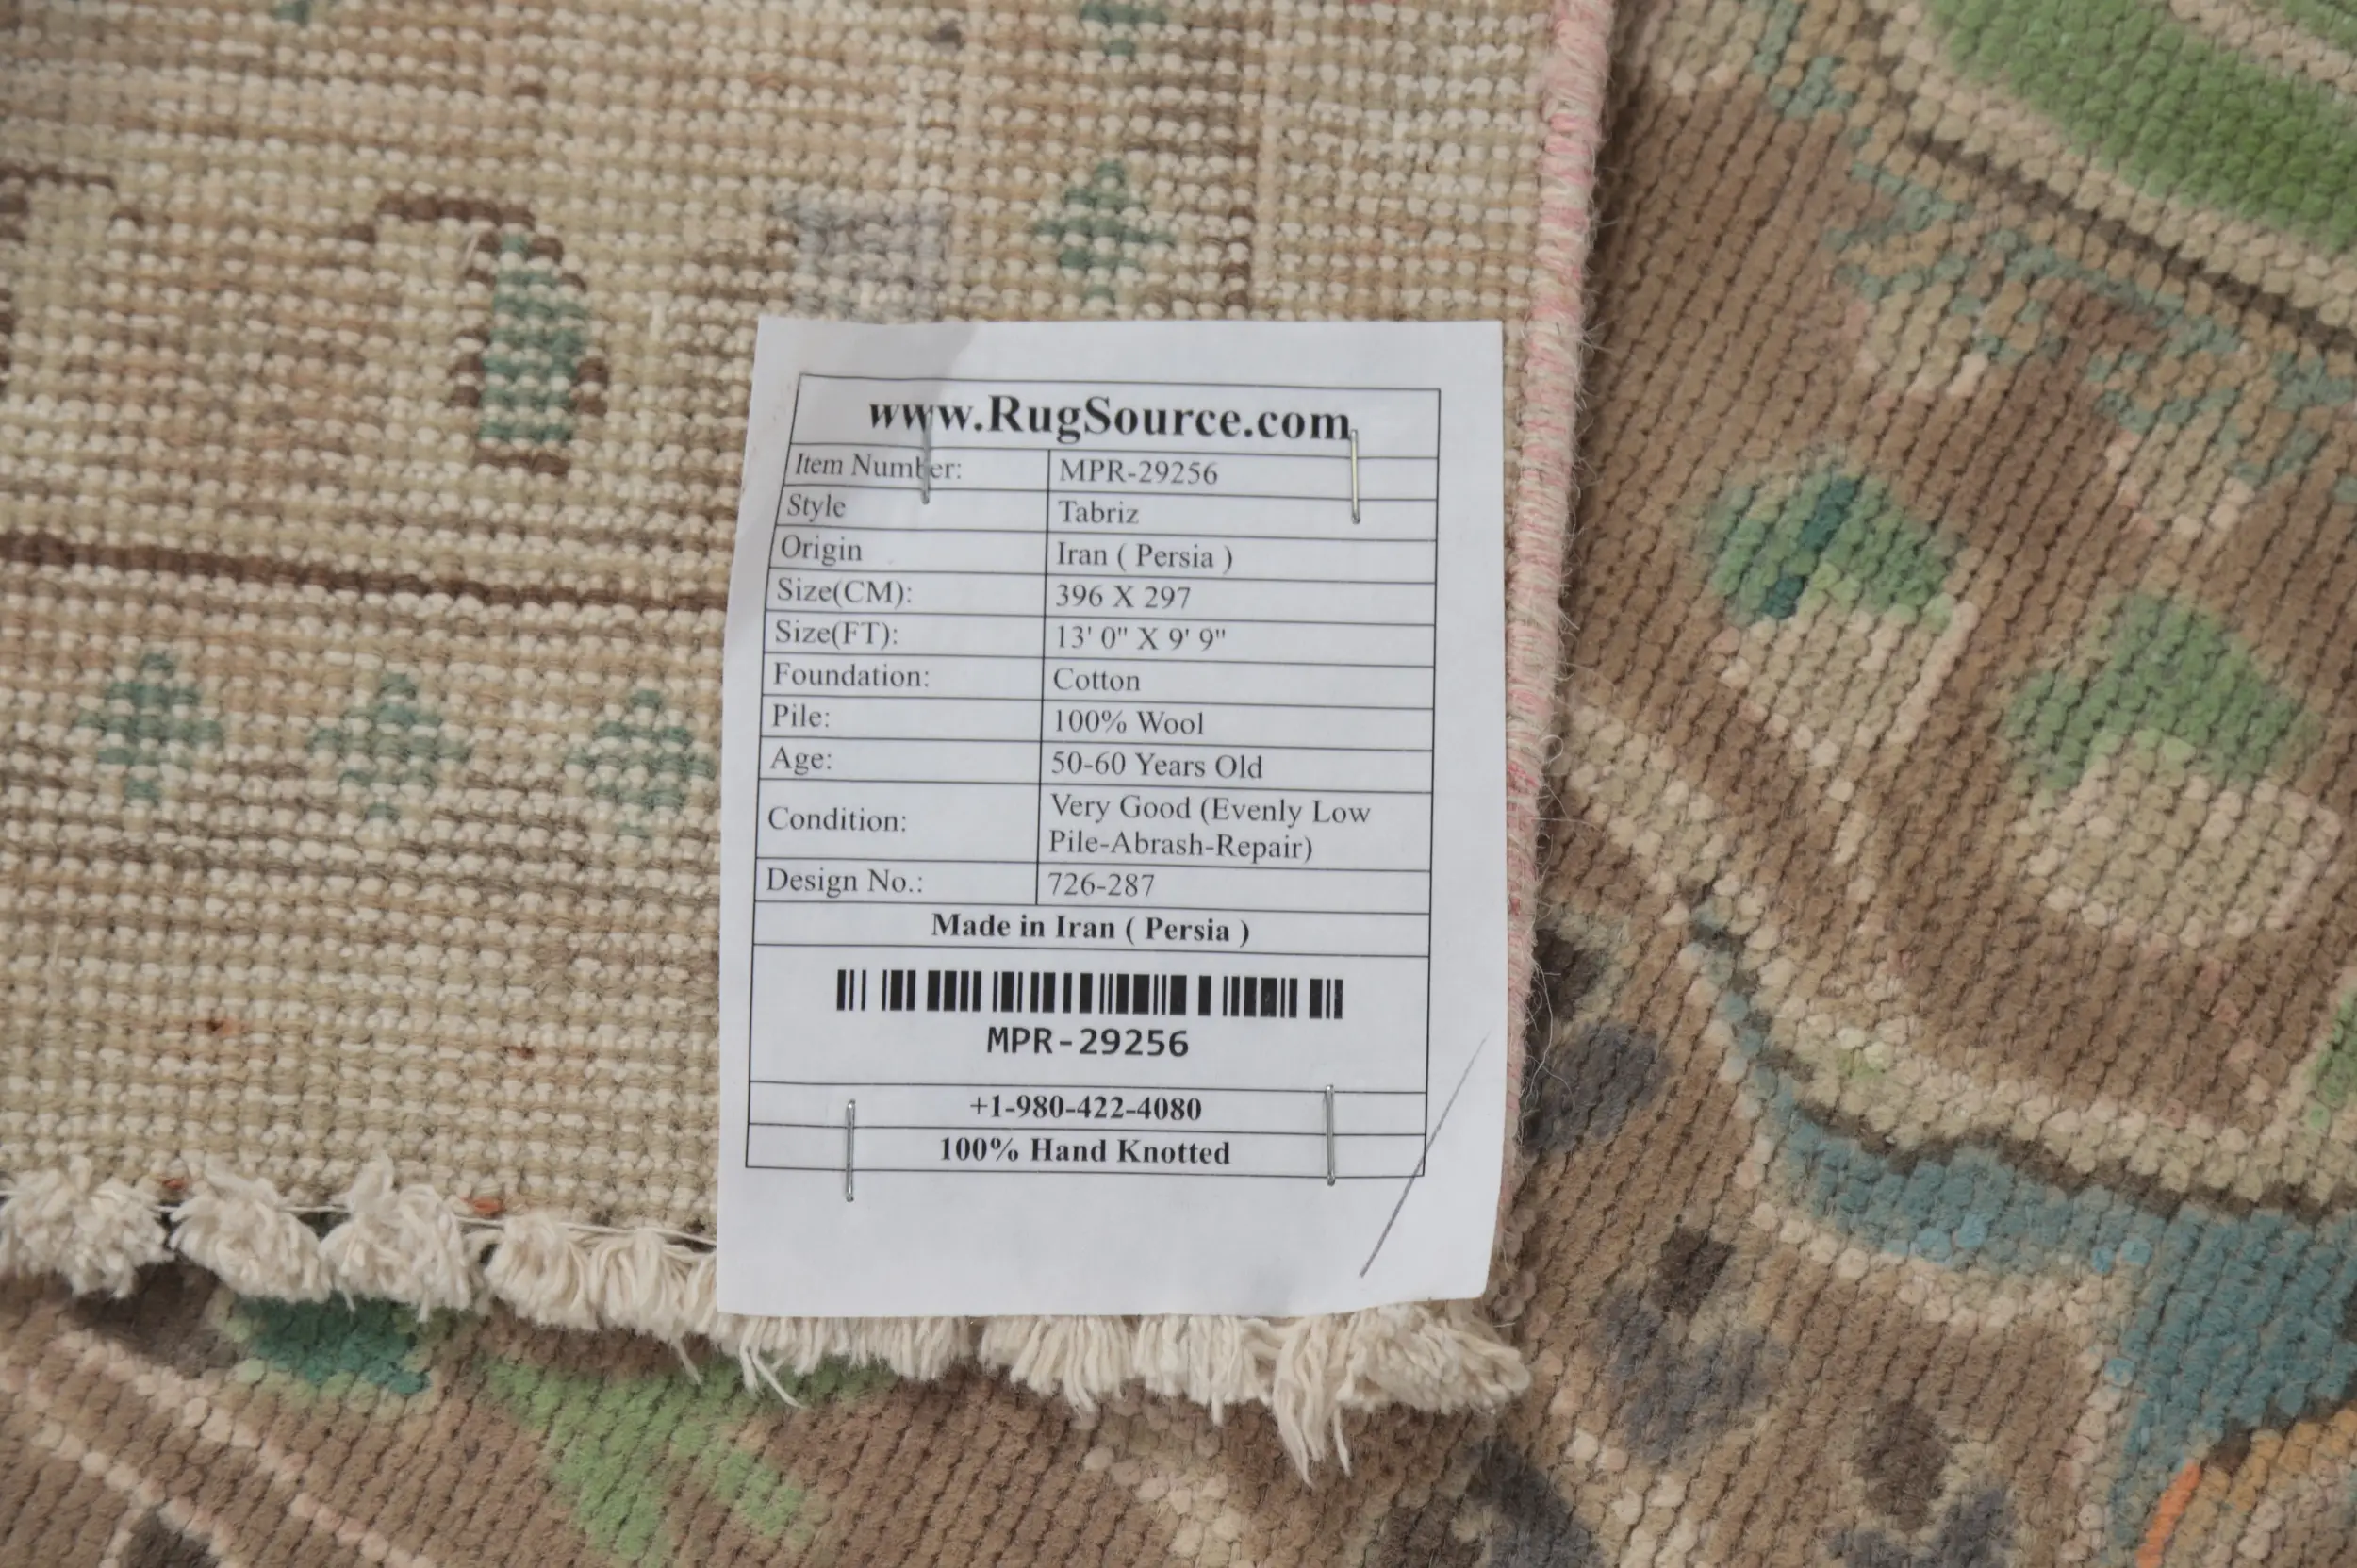 www.RugSource.com
Item Number: MPR-29256
Style Tabriz
Origin Iran ( Persia )
Size(CM): 396 X 297
Size(FT): 13' 0" X 9' 9"
Foundation: Cotton
Pile: 100% Wool
Age: 50-60 Years Old
Condition: Very Good (Evenly Low
Pile-Abrash-Repair)
Design No.: 726-287
Made in Iran ( Persia )
MPR-29256
+1-980-422-4080
100% Hand Knotted